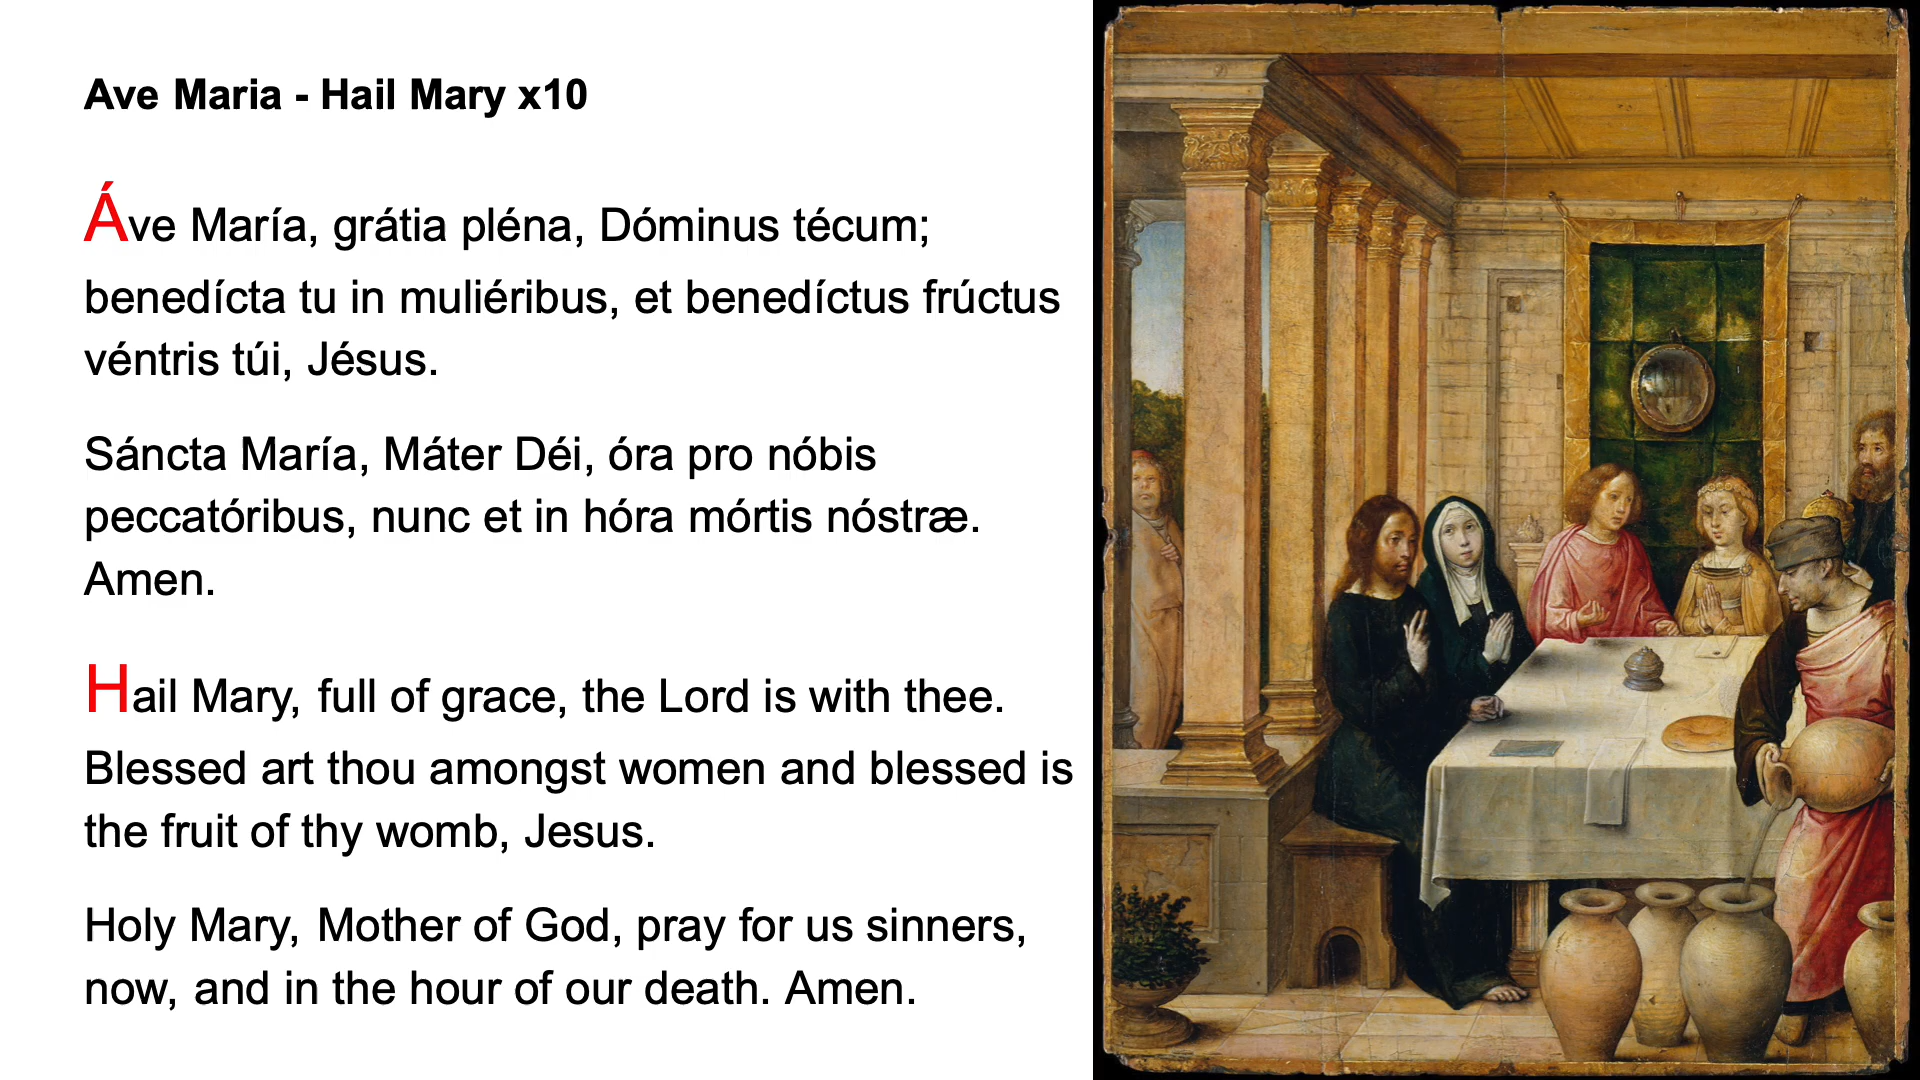 Ave Maria - Hail Mary x10
Áve María, grátia pléna, Dóminus técum;
benedícta tu in muliéribus, et benedíctus frúctus
véntris túi, Jésus.
Sáncta María, Máter Déi, óra pro nóbis
peccatóribus, nunc et in hóra mórtis nóstræ.
Amen.
Hail Mary, full of grace, the Lord is with thee.
Blessed art thou amongst women and blessed is
the fruit of thy womb, Jesus.
Holy Mary, Mother of God, pray for us sinners,
now, and in the hour of our death. Amen.